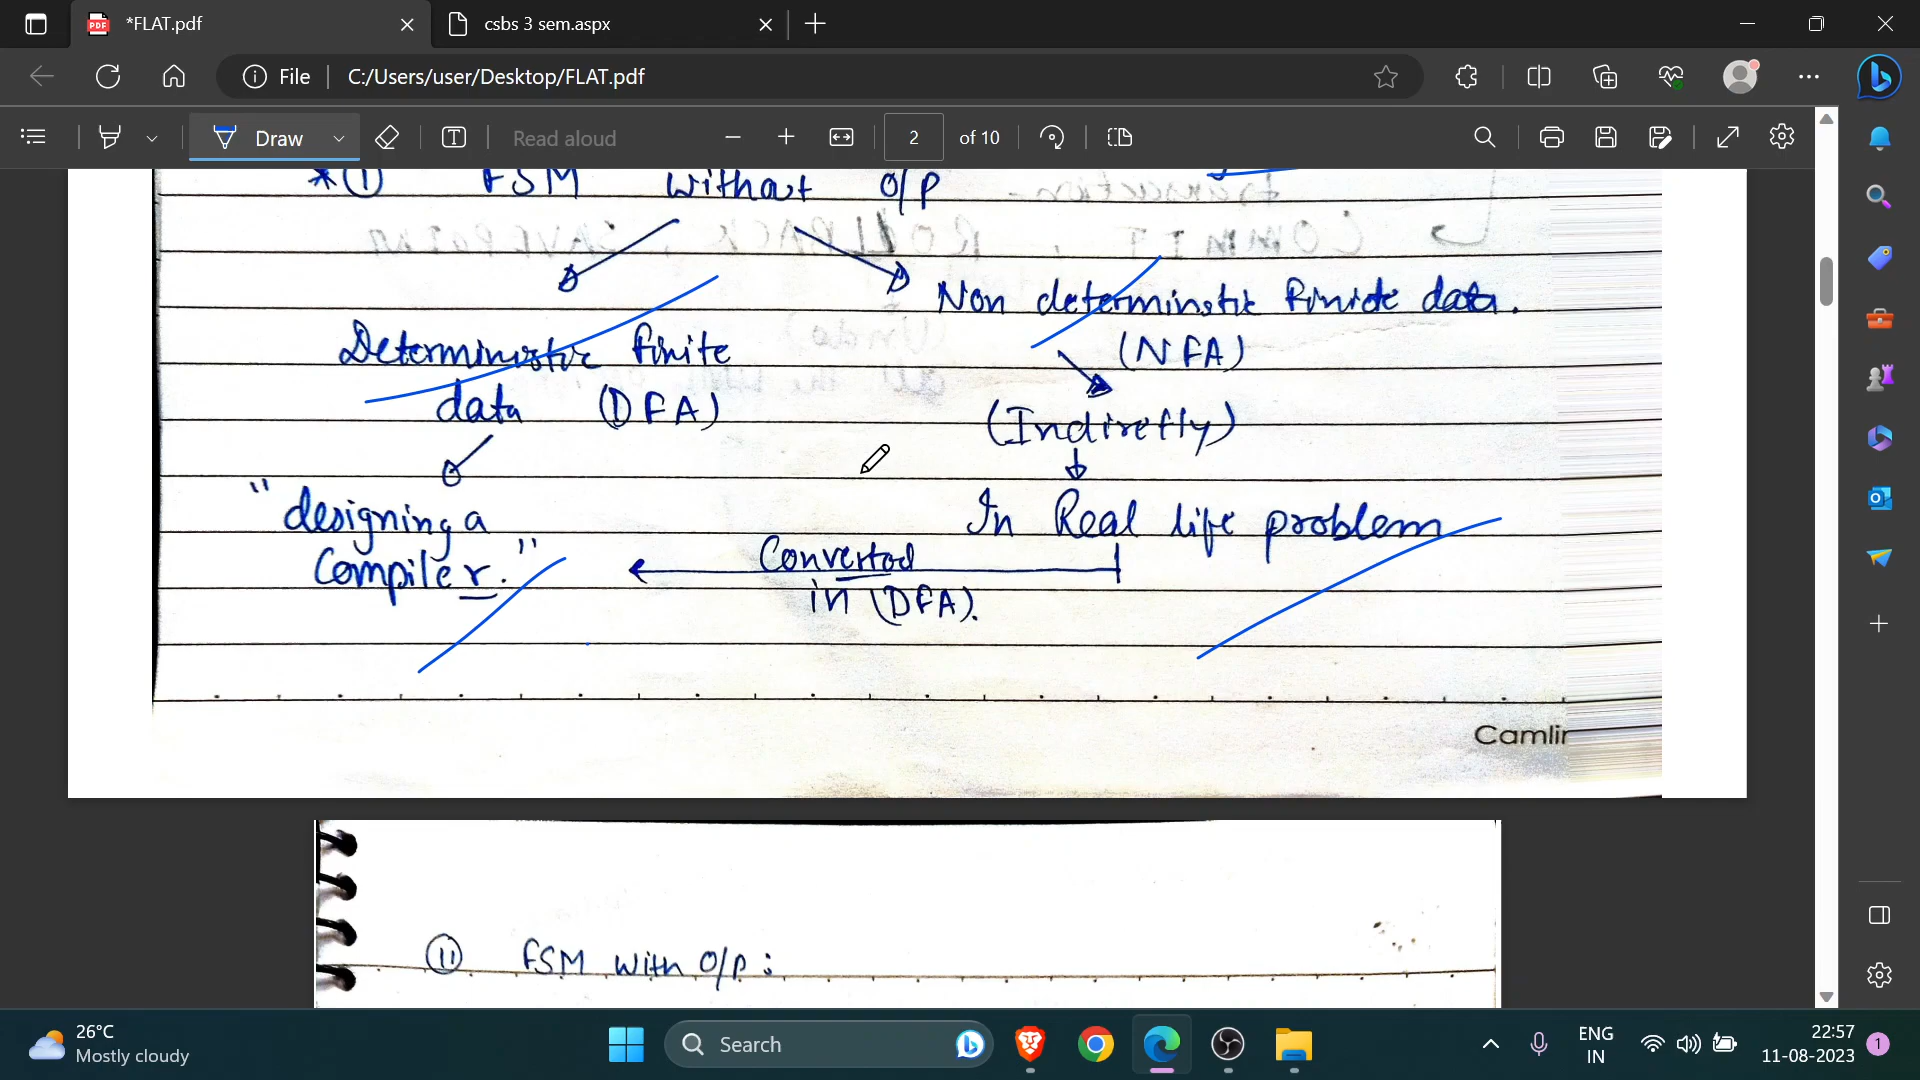 *FLAT.pdf
csbs 3 sem.aspx
File
C:/Users/user/Desktop/FLAT.pdf
Draw
Read aloud
2 of 10
*① FSM Without O/P
Non deterministic finite data.
(NFA)
Deterministic finite
data (DFA)
(Indirectly)
"designing a
Compiler."
In Real life problem
Converted
in (DFA).
Camlin
⑪ FSM With O/P :
26°C
Mostly cloudy
Search
ENG
IN
22:57
11-08-2023
1